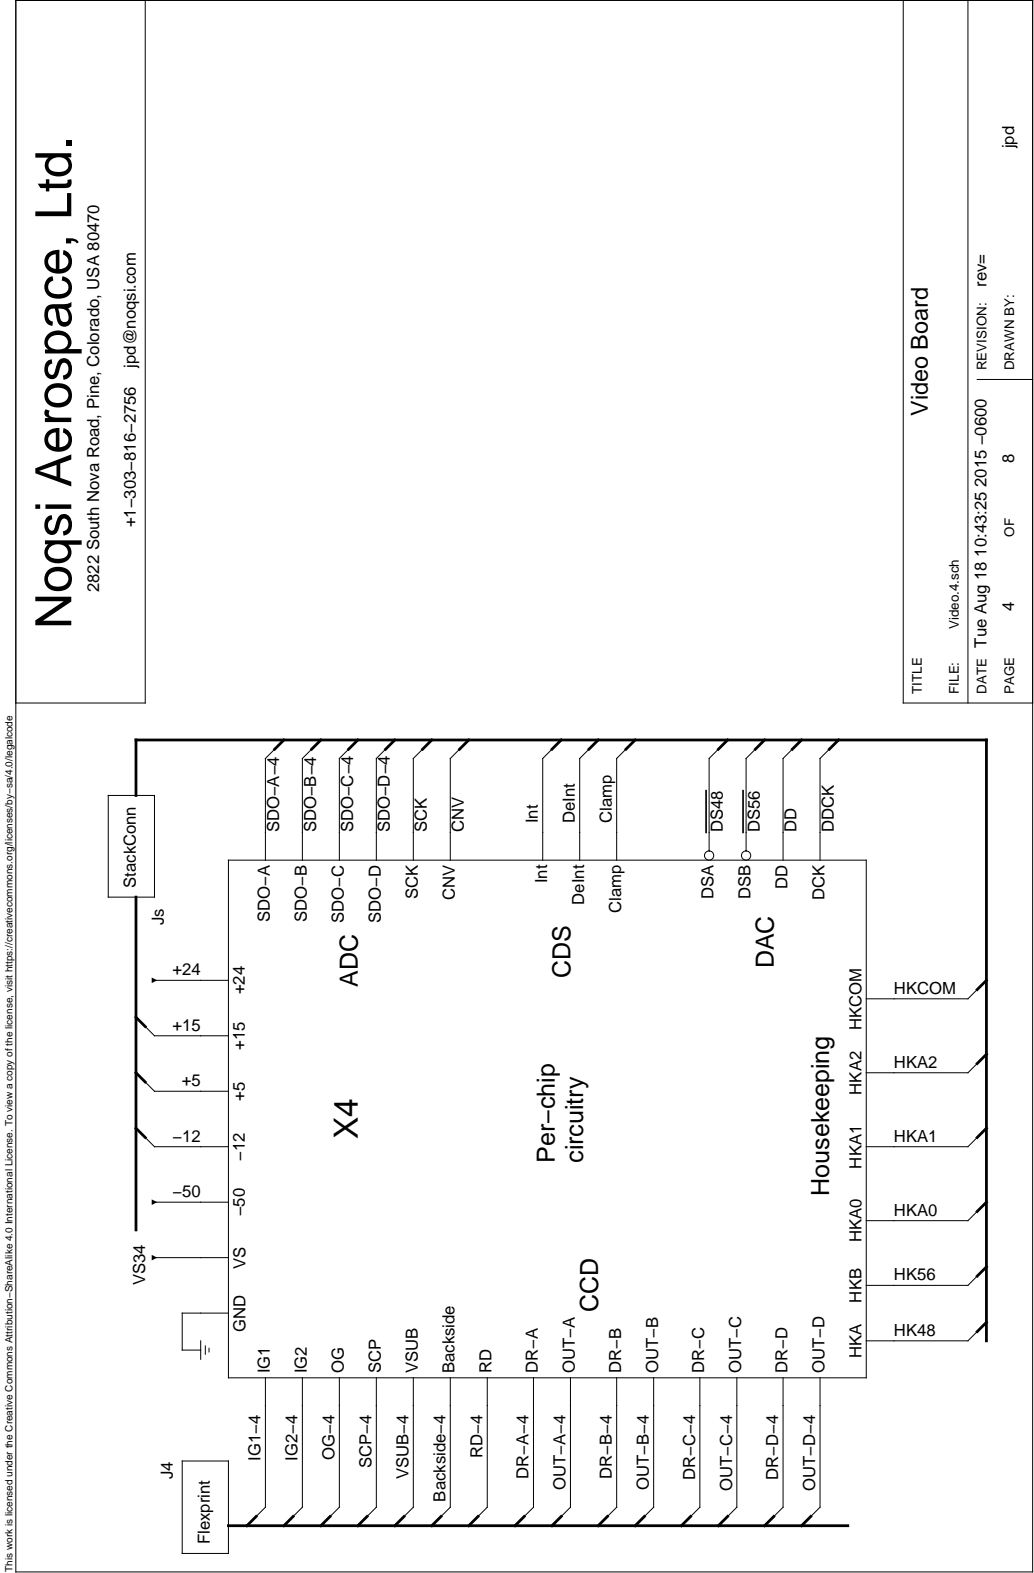 This work is licensed under the Creative Commons Attribution−ShareAlike 4.0 International License. To view a copy of the license, visit https://creativecommons.org/licenses/by−sa/4.0/legalcode
Noqsi Aerospace, Ltd.
2822 South Nova Road, Pine, Colorado, USA 80470
+1−303−816−2756 jpd@noqsi.com
J4
Flexprint
IG1−4
IG2−4
OG−4
SCP−4
VSUB−4
Backside−4
RD−4
DR−A−4
OUT−A−4
DR−B−4
OUT−B−4
DR−C−4
OUT−C−4
DR−D−4
OUT−D−4
IG1
IG2
OG
SCP
VSUB
Backside
RD
DR−A
OUT−A
DR−B
OUT−B
DR−C
OUT−C
DR−D
OUT−D
CCD
VS34
−50
−12
+5
+15
+24
GND
VS
−50
−12
+5
+15
+24
Js
StackConn
X4
Per−chip
circuitry
ADC
CDS
DAC
Housekeeping
SDO−A
SDO−B
SDO−C
SDO−D
SCK
CNV
Int
DeInt
Clamp
DSA
DSB
DD
DCK
SDO−A−4
SDO−B−4
SDO−C−4
SDO−D−4
SCK
CNV
Int
DeInt
Clamp
DS48
DS56
DD
DDCK
HKA
HKB
HKA0
HKA1
HKA2
HKCOM
HK48
HK56
HKA0
HKA1
HKA2
HKCOM
TITLE
Video Board
FILE: Video.4.sch
DATE Tue Aug 18 10:43:25 2015 −0600
REVISION: rev=
PAGE 4 OF 8
DRAWN BY: jpd